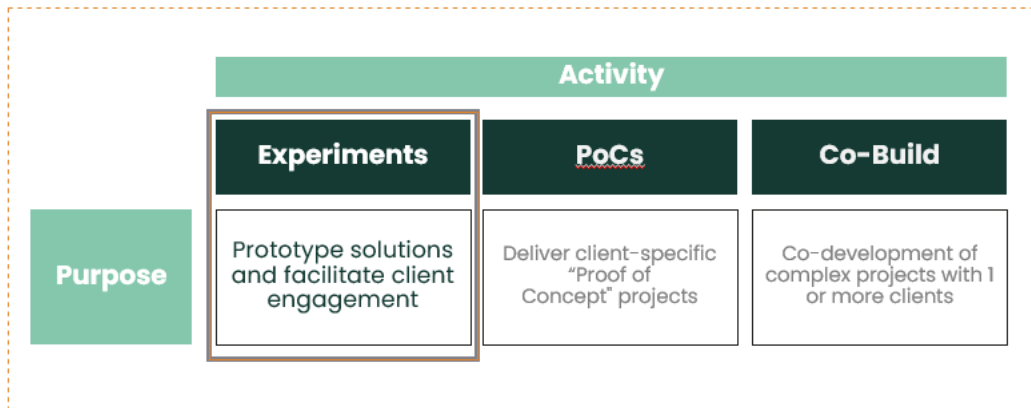 Activity
Experiments
PoCs
Co-Build
Purpose
Prototype solutions
and facilitate client
engagement
Deliver client-specific
“Proof of
Concept" projects
Co-development of
complex projects with 1
or more clients